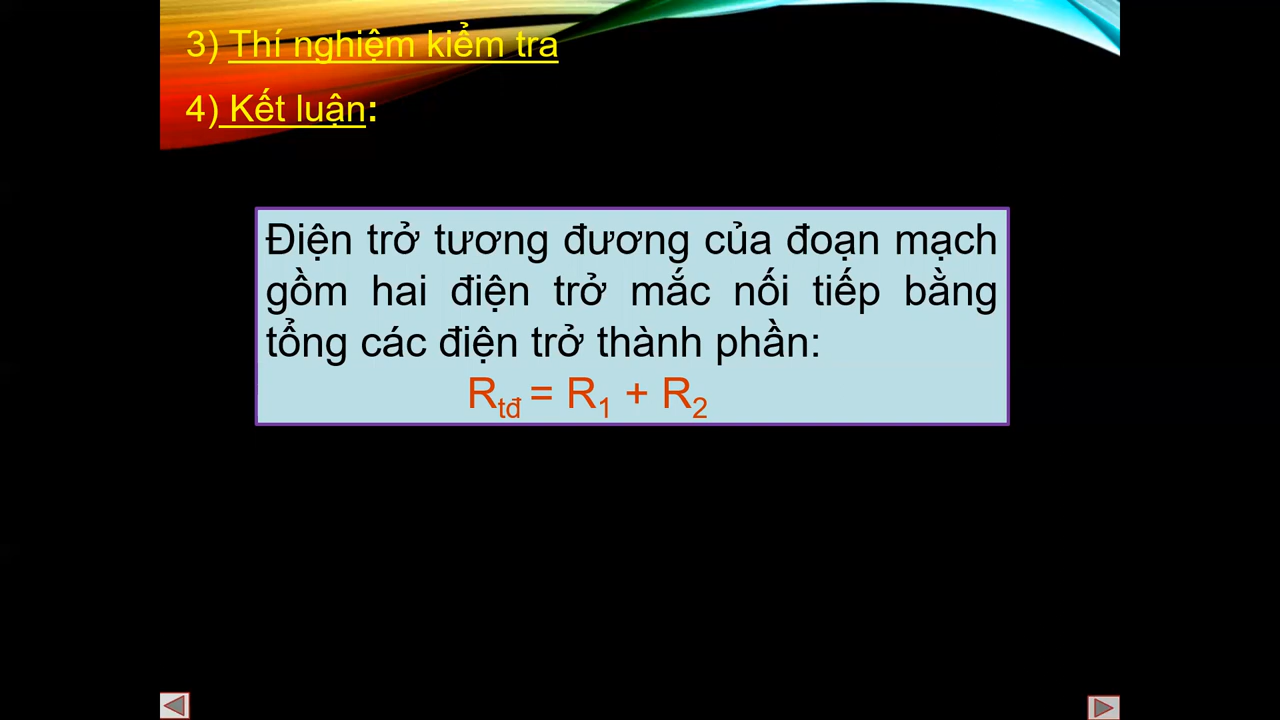 3) Thí nghiệm kiểm tra
4) Kết luận:
Điện trở tương đương của đoạn mạch
gồm hai điện trở mắc nối tiếp bằng
tổng các điện trở thành phần:
Rtđ = R1 + R2